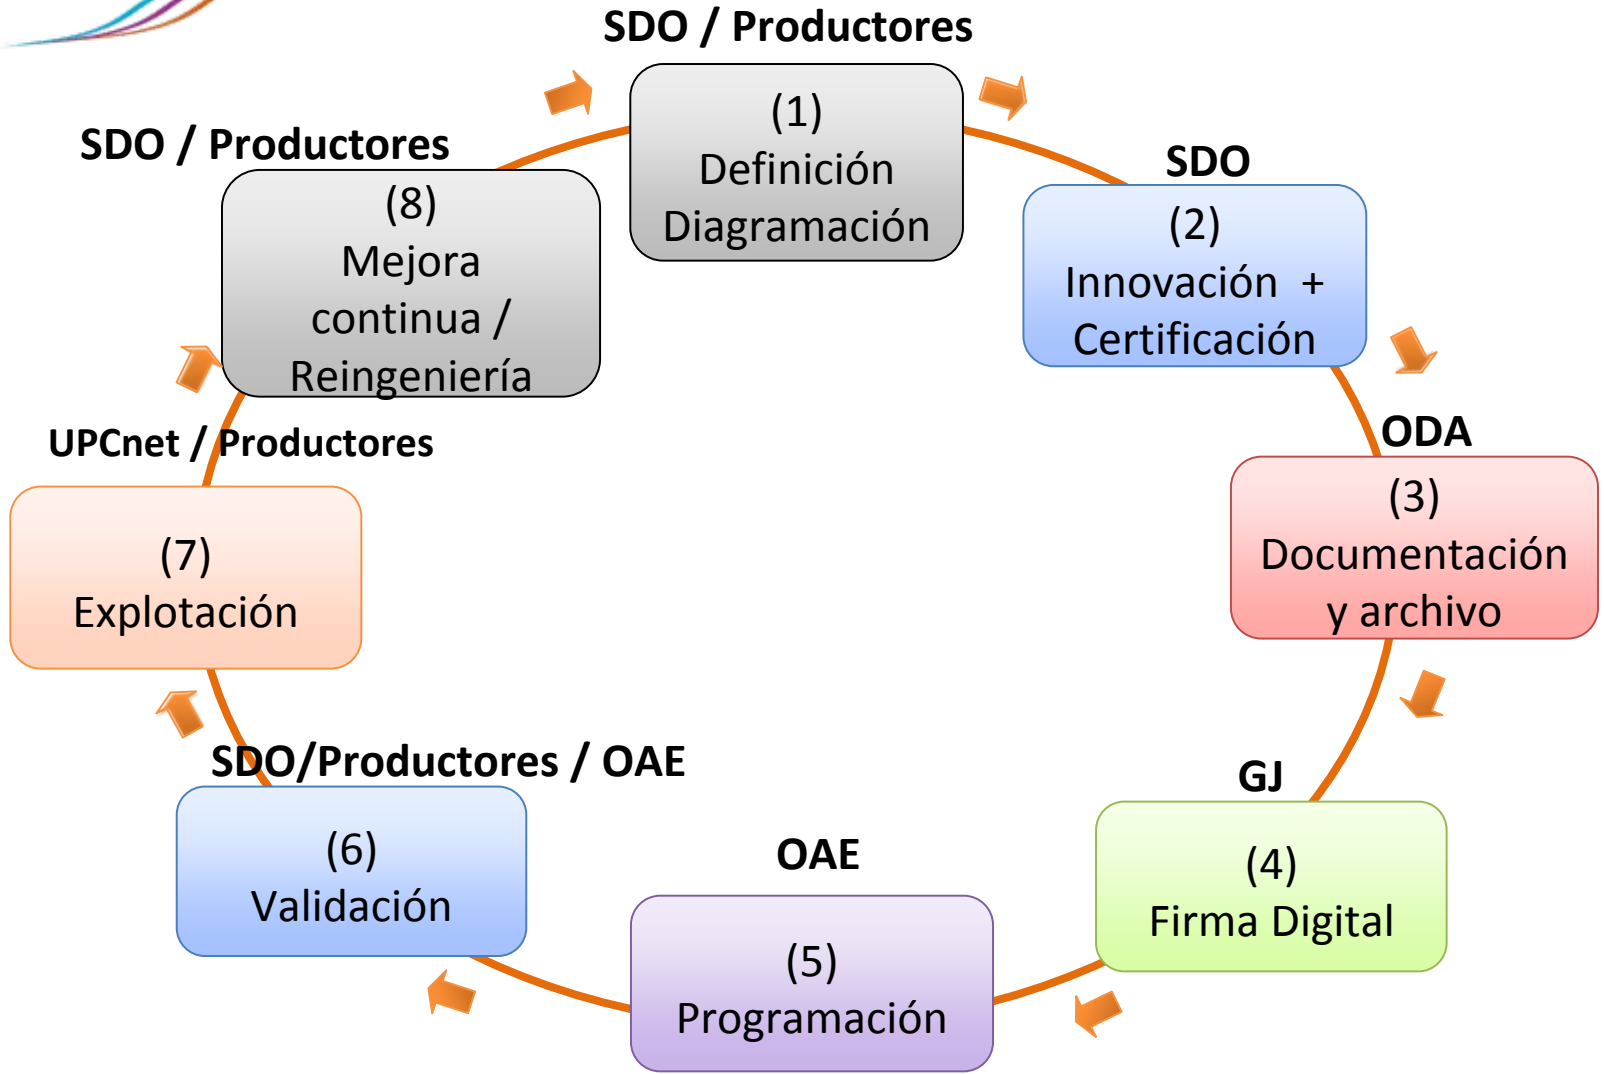 SDO / Productores
(1)
Definición
Diagramación
SDO
(2)
Innovación +
Certificación
ODA
(3)
Documentación
y archivo
GJ
(4)
Firma Digital
OAE
(5)
Programación
SDO/Productores / OAE
(6)
Validación
UPCnet / Productores
(7)
Explotación
SDO / Productores
(8)
Mejora
continua /
Reingeniería